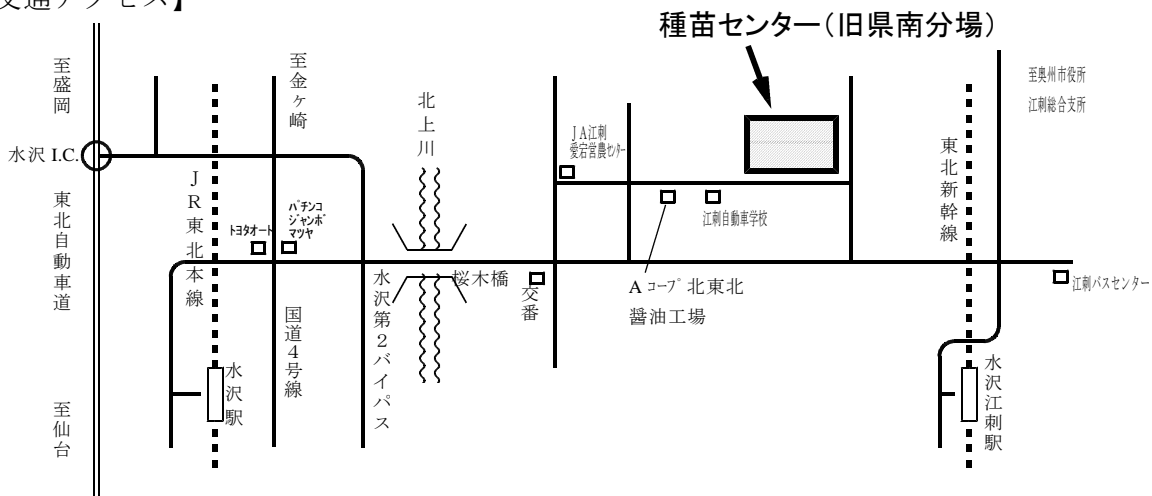 交通アクセス】
種苗センター（旧県南分場）
至盛岡
至金ヶ崎
北上川
至奥州市役所
江刺総合支所
水沢 I.C.
JA江刺
愛宕営農センター
東北自動車道
JR東北本線
トヨタオート
パチンコ
ジャンボ
マツヤ
江刺自動車学校
東北新幹線
桜木橋
交番
Aコープ北東北
醤油工場
江刺バスセンター
水沢第2バイパス
国道4号線
水沢駅
水沢江刺駅
至仙台